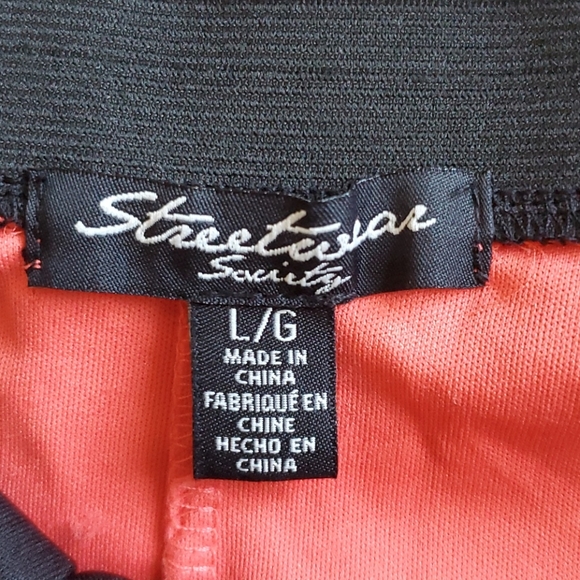 Streetwear
Society
L/G
MADE IN
CHINA
FABRIQUÉ EN
CHINE
HECHO EN
CHINA